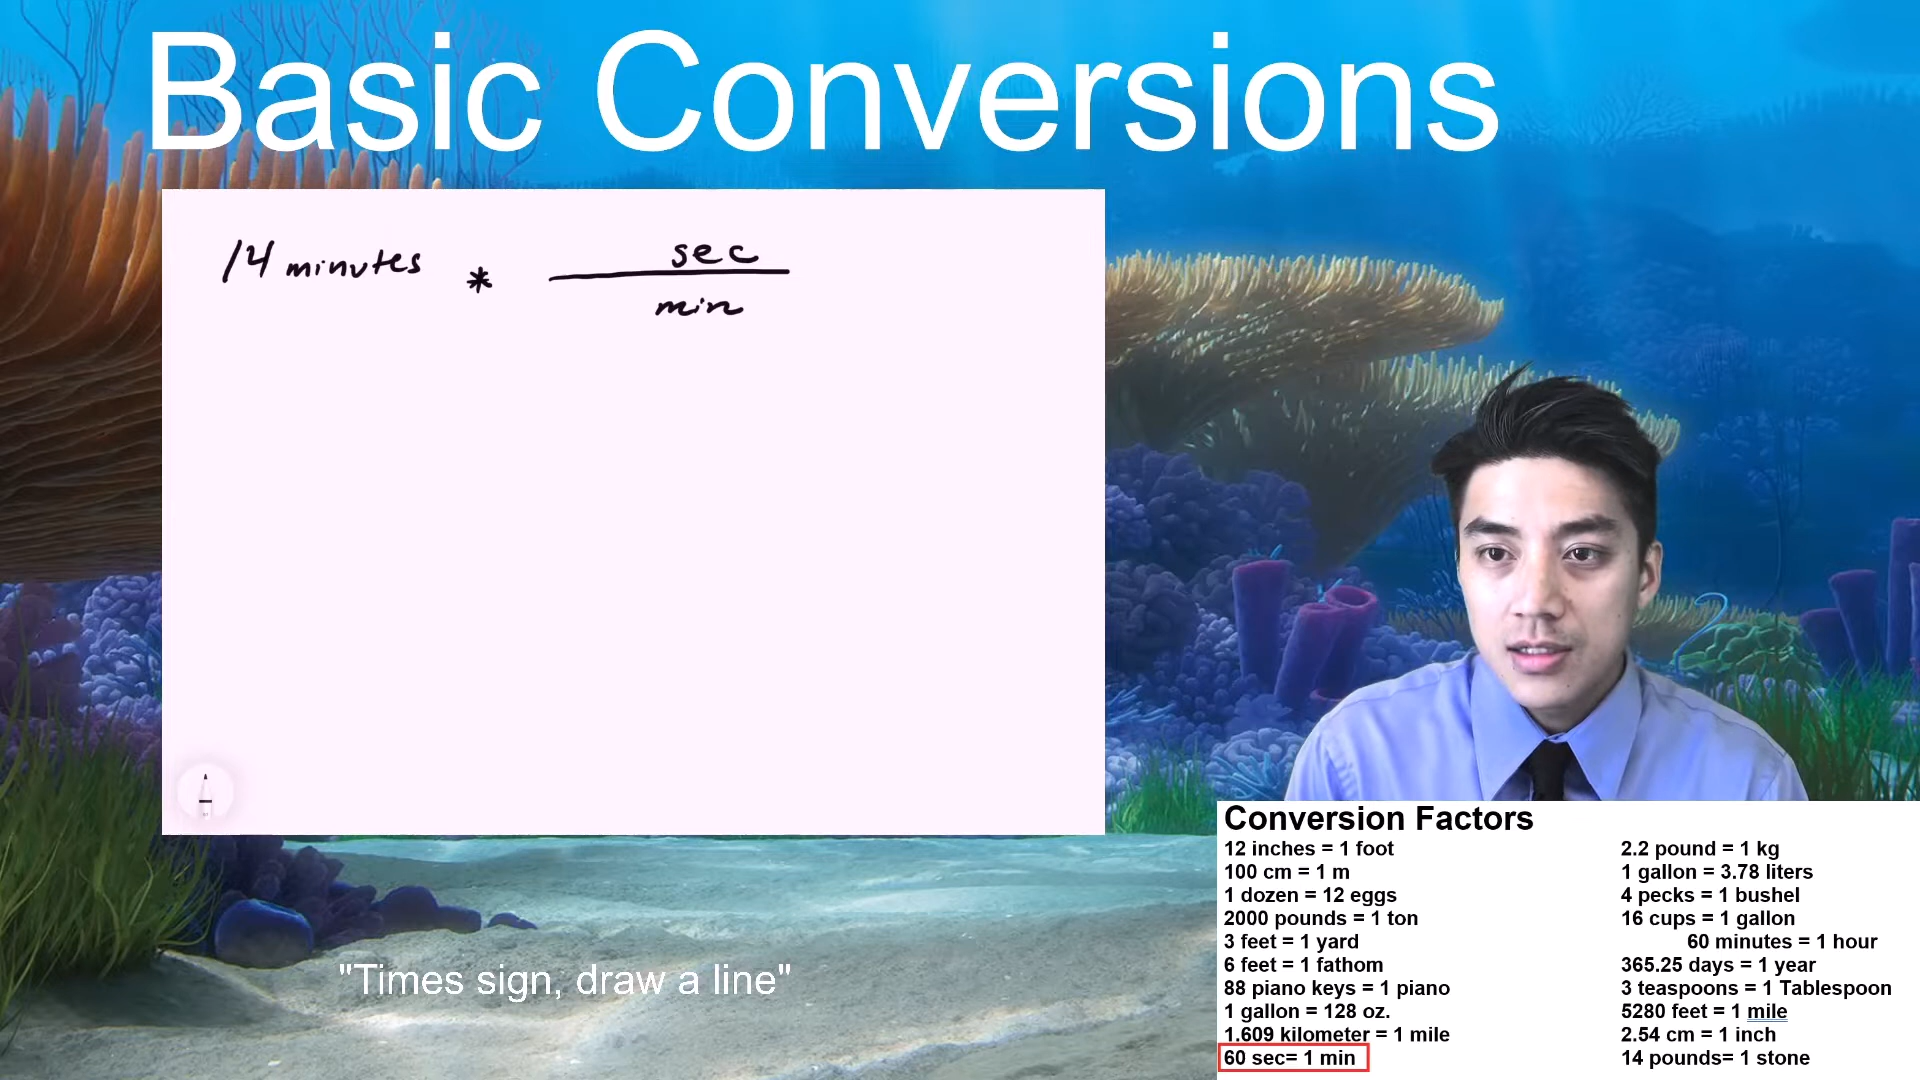 Basic Conversions
14 minutes * sec
min
"Times sign, draw a line"
Conversion Factors
12 inches = 1 foot
100 cm = 1 m
1 dozen = 12 eggs
2000 pounds = 1 ton
3 feet = 1 yard
6 feet = 1 fathom
88 piano keys = 1 piano
1 gallon = 128 oz.
1.609 kilometer = 1 mile
60 sec= 1 min
2.2 pound = 1 kg
1 gallon = 3.78 liters
4 pecks = 1 bushel
16 cups = 1 gallon
60 minutes = 1 hour
365.25 days = 1 year
3 teaspoons = 1 Tablespoon
5280 feet = 1 mile
2.54 cm = 1 inch
14 pounds= 1 stone